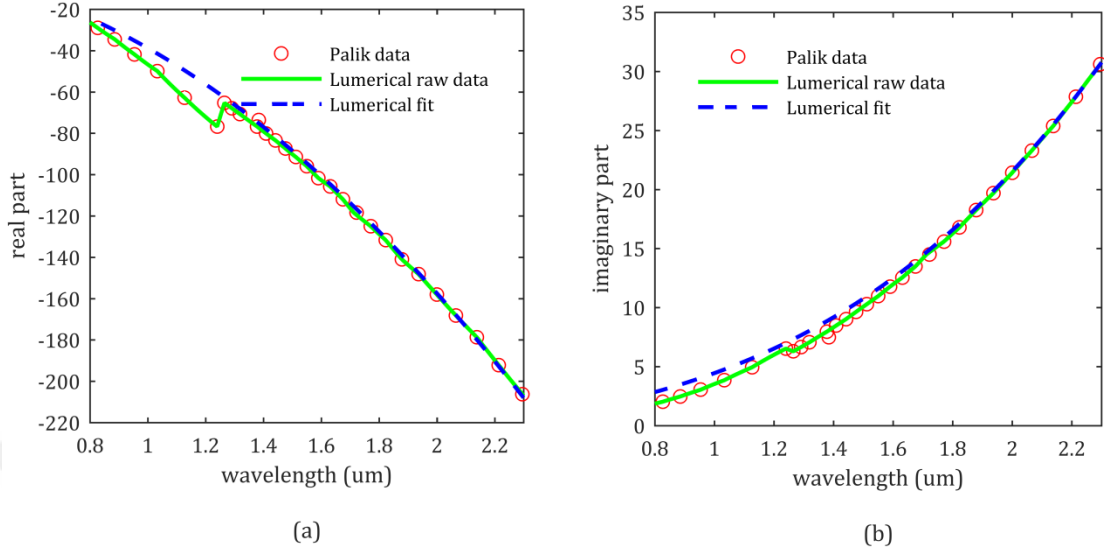 -20
-40
-60
-80
-100
-120
-140
-160
-180
-200
-220
real part
Palik data
Lumerical raw data
Lumerical fit
0.8 1 1.2 1.4 1.6 1.8 2 2.2
wavelength (um)
(a)
35
30
25
20
15
10
5
0
imaginary part
Palik data
Lumerical raw data
Lumerical fit
0.8 1 1.2 1.4 1.6 1.8 2 2.2
wavelength (um)
(b)